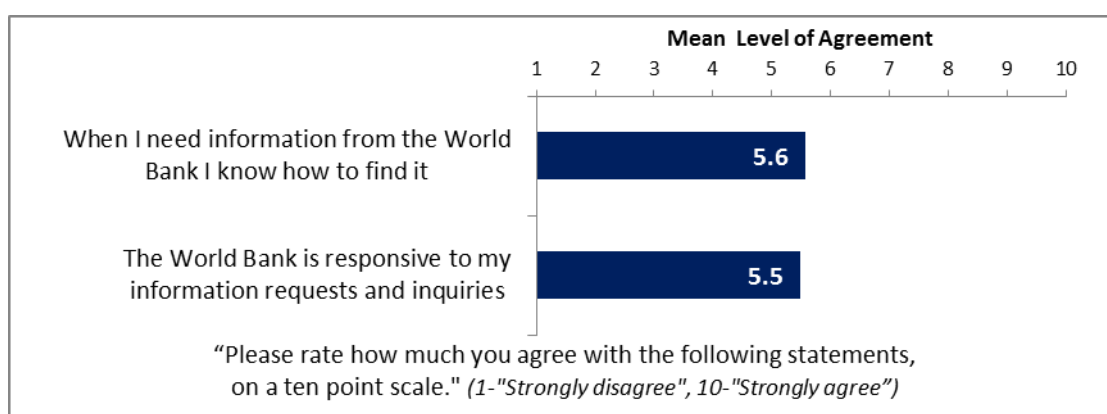 Mean Level of Agreement
1 2 3 4 5 6 7 8 9 10
When I need information from the World
Bank I know how to find it
5.6
The World Bank is responsive to my
information requests and inquiries
5.5
“Please rate how much you agree with the following statements,
on a ten point scale." (1-"Strongly disagree", 10-"Strongly agree”)